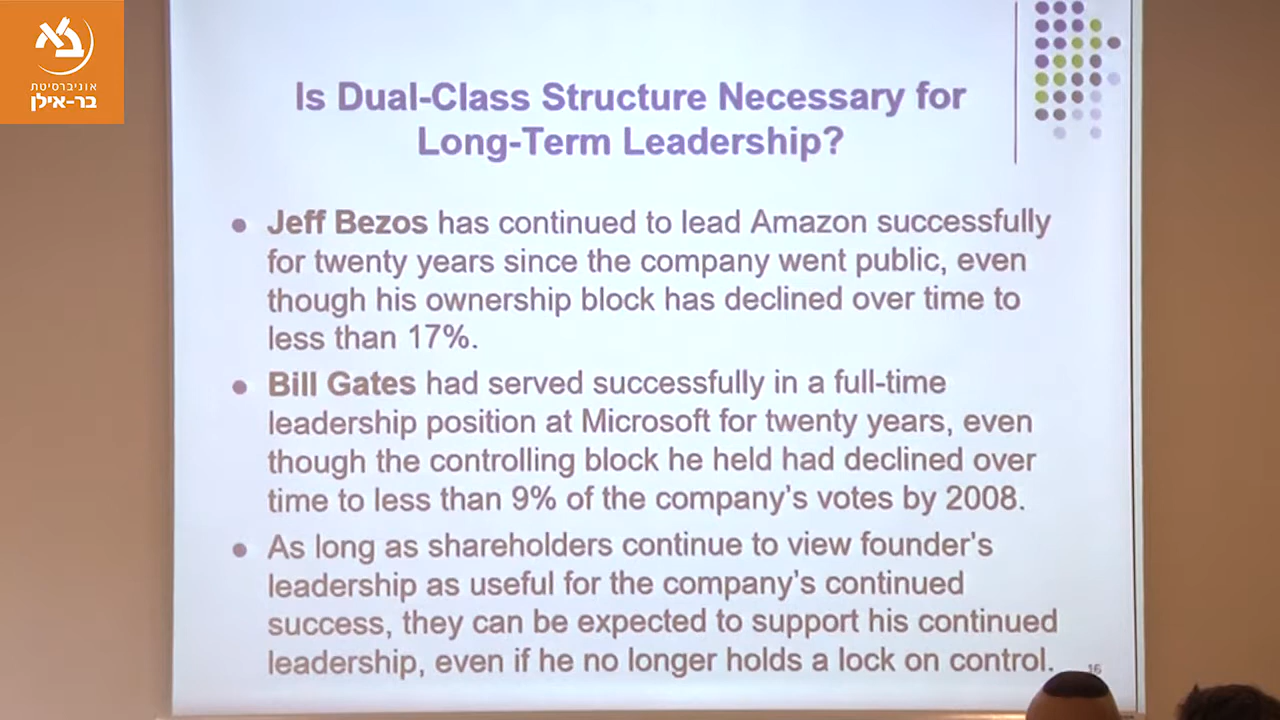 אוניברסיטת
בר-אילן
Is Dual-Class Structure Necessary for
Long-Term Leadership?
Jeff Bezos has continued to lead Amazon successfully
for twenty years since the company went public, even
though his ownership block has declined over time to
less than 17%.
Bill Gates had served successfully in a full-time
leadership position at Microsoft for twenty years, even
though the controlling block he held had declined over
time to less than 9% of the company's votes by 2008.
As long as shareholders continue to view founder's
leadership as useful for the company's continued
success, they can be expected to support his continued
leadership, even if he no longer holds a lock on control.
16